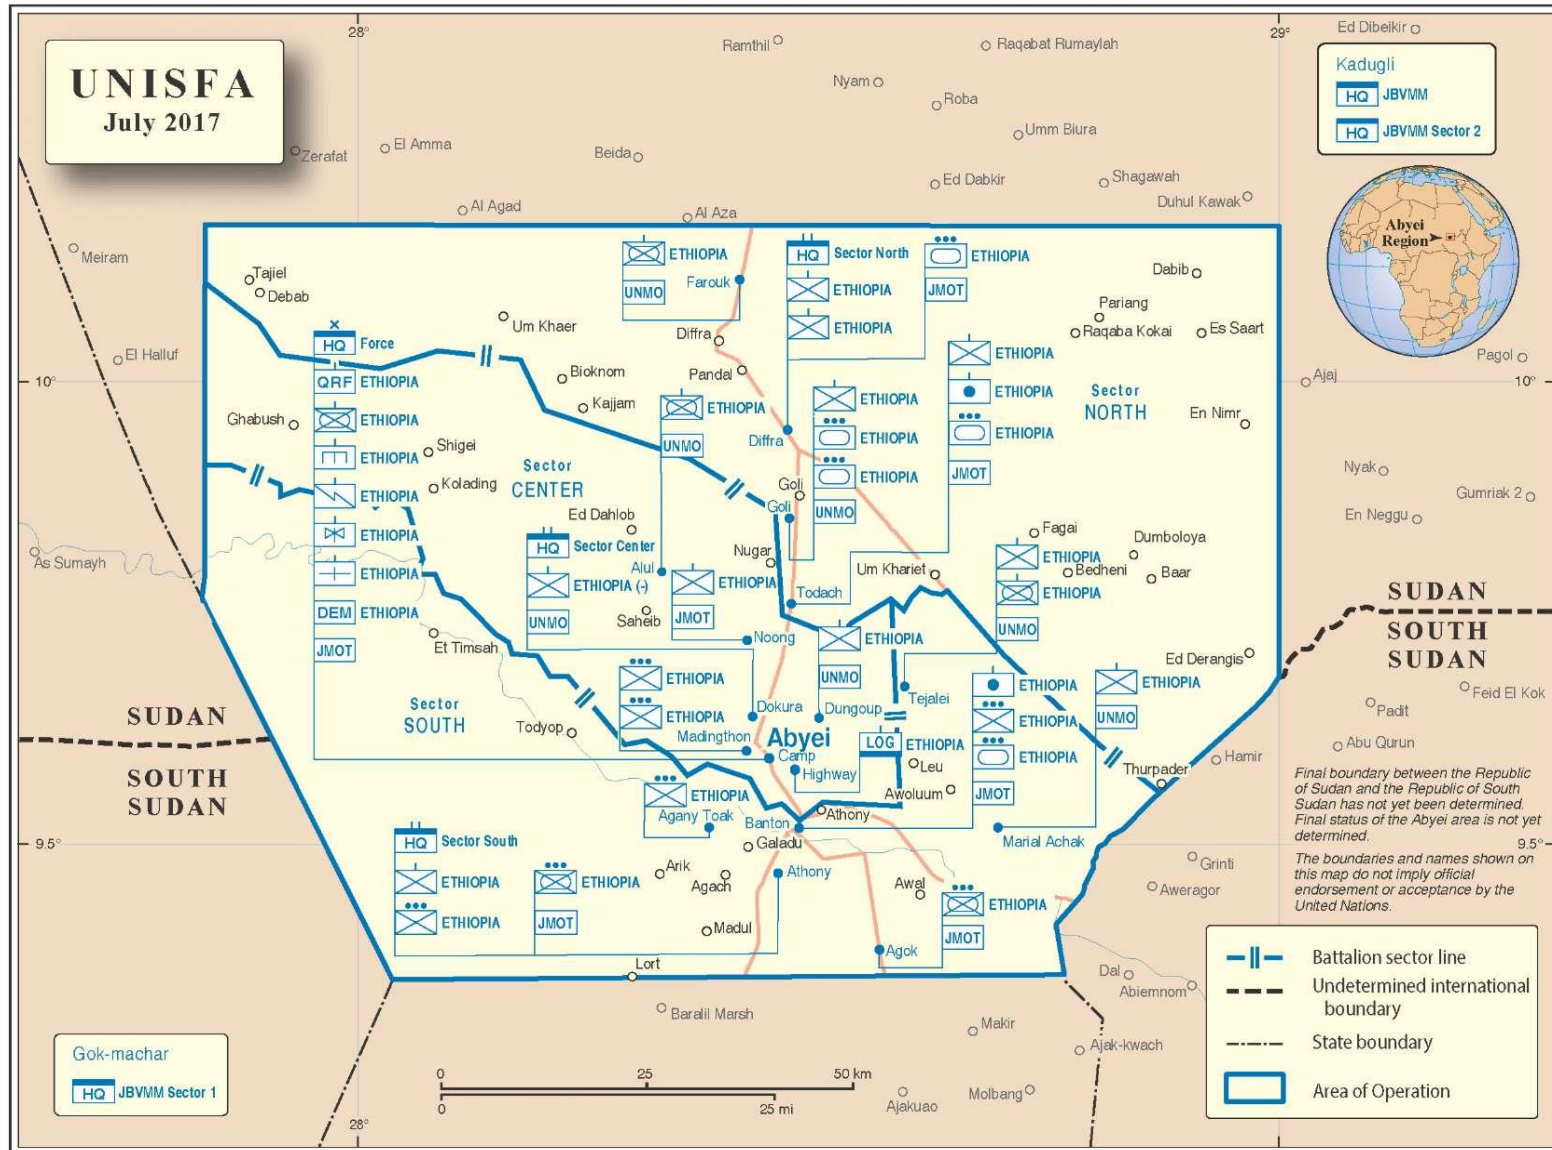 UNISFA
July 2017
28°
29°
Ramthil
Raqabat Rumaylah
Ed Dibeikir
Nyam
Roba
Umm Biura
Zerafat
El Amma
Beida
Ed Dabkir
Shagawah
Duhul Kawak
Al Agad
Al Aza
Meiram
El Halluf
As Sumayh
Kadugli
HQ JBVMM
HQ JBVMM Sector 2
Abyei
Region
Pagol
10°
10°
Ajaj
Nyak
Gumriak 2
En Neggu
SUDAN
SOUTH
SUDAN
Feid El Kok
Padit
Abu Qurun
Hamir
Tajiel
Debab
Um Khaer
ETHIOPIA
UNMO
Farouk
HQ Sector North
ETHIOPIA
ETHIOPIA
ETHIOPIA
JMOT
Dabib
Pariang
Raqaba Kokai
Es Saart
HQ Force
QRF ETHIOPIA
ETHIOPIA
ETHIOPIA
ETHIOPIA
ETHIOPIA
ETHIOPIA
DEM ETHIOPIA
JMOT
Diffra
Pandal
Bioknom
Kajjam
Ghabush
Shigei
Kolading
ETHIOPIA
UNMO
Diffra
ETHIOPIA
ETHIOPIA
ETHIOPIA
UNMO
ETHIOPIA
ETHIOPIA
ETHIOPIA
JMOT
Sector
NORTH
En Nimr
Sector
CENTER
Goli
Goli
Ed Dahlob
HQ Sector Center
ETHIOPIA (-)
UNMO
Alul
Nugar
ETHIOPIA
JMOT
Saheib
Todach
Um Khariet
Fagai
Dumboloya
Bedheni
Baar
ETHIOPIA
ETHIOPIA
UNMO
Noong
ETHIOPIA
UNMO
Et Timsah
Ed Derangis
Sector
SOUTH
Todyop
ETHIOPIA
ETHIOPIA
Madingthon
Dokura
Dungoup
Tejalei
ETHIOPIA
ETHIOPIA
ETHIOPIA
JMOT
ETHIOPIA
UNMO
Abyei
Camp
Highway
LOG ETHIOPIA
Leu
Awoluum
Thurpader
SUDAN
SOUTH
SUDAN
ETHIOPIA
Agany Toak
Banton
Athony
Marial Achak
9.5°
9.5°
HQ Sector South
ETHIOPIA
ETHIOPIA
ETHIOPIA
JMOT
Galadu
Arik
Agach
Athony
Madul
Awal
ETHIOPIA
JMOT
Agok
Lort
Grinti
Aweragor
Final boundary between the Republic
of Sudan and the Republic of South
Sudan has not yet been determined.
Final status of the Abyei area is not yet
determined.
The boundaries and names shown on
this map do not imply official
endorsement or acceptance by the
United Nations.
Dal
Abiemnom
Baralil Marsh
Makir
Ajak-kwach
Ajakuao
Molbang
Gok-machar
HQ JBVMM Sector 1
0 25 50 km
0 25 mi
28°
Battalion sector line
Undetermined international
boundary
State boundary
Area of Operation